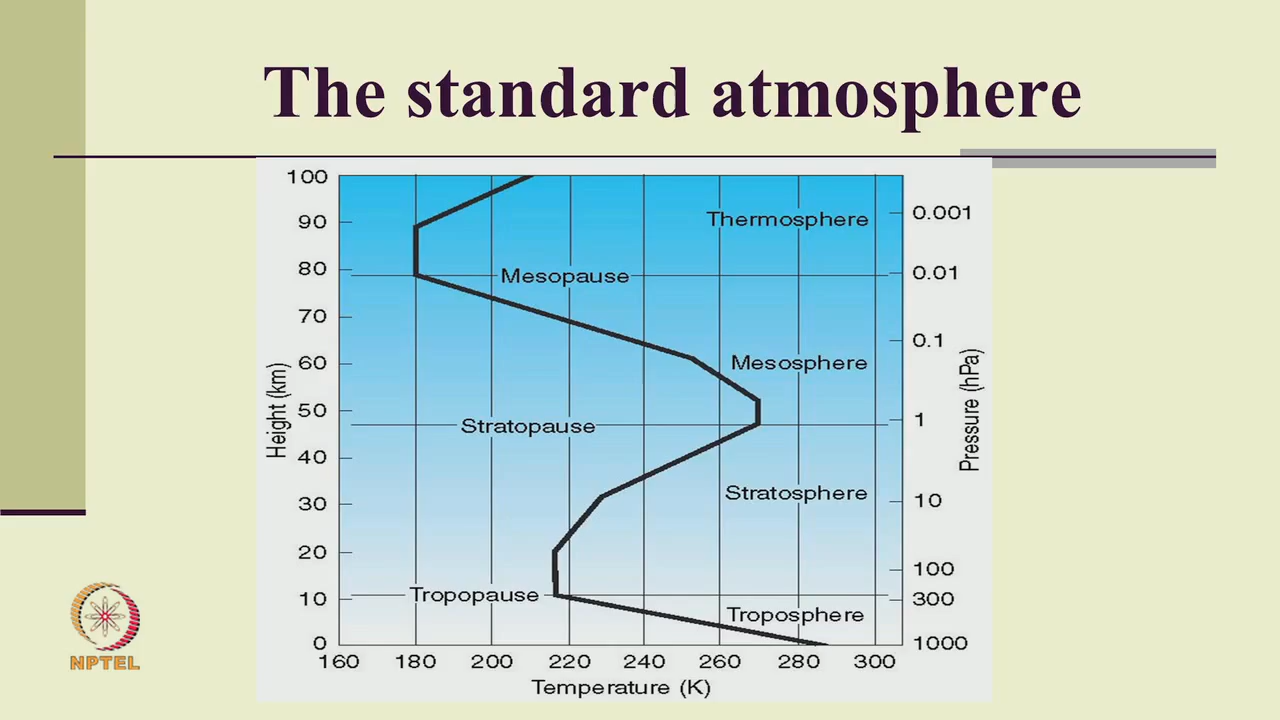 The standard atmosphere
100
90
80
70
60
50
40
30
20
10
0
Height (km)
Thermosphere
Mesopause
Mesosphere
Stratopause
Stratosphere
Tropopause
Troposphere
0.001
0.01
0.1
1
10
100
300
1000
Pressure (hPa)
160 180 200 220 240 260 280 300
Temperature (K)
NPTEL